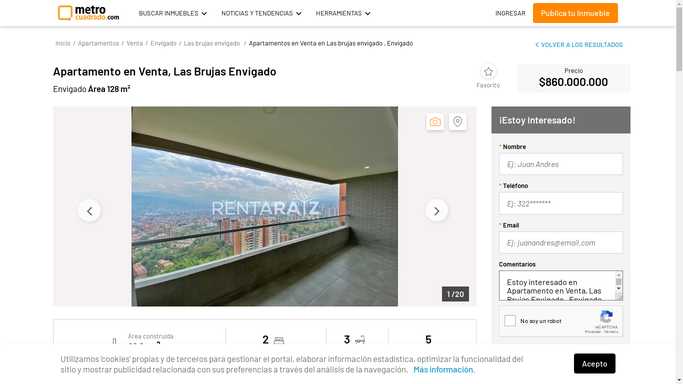 metro
cuadrado.com
BUSCAR INMUEBLES
NOTICIAS Y TENDENCIAS
HERRAMIENTAS
INGRESAR
Publica tu inmueble
Inicio / Apartamentos / Venta / Envigado / Las brujas envigado / Apartamentos en Venta en Las brujas envigado , Envigado
VOLVER A LOS RESULTADOS
Apartamento en Venta, Las Brujas Envigado
Envigado Área 128 m²
Favorito
Precio
$860.000.000
RENTARAÍZ
1 / 20
¡Estoy Interesado!
* Nombre
Ej: Juan Andres
* Teléfono
Ej: 322*******
* Email
Ej: juanandres@email.com
Comentarios
Estoy interesado en
Apartamento en Venta, Las
Brujas Envigado , Envigado
No soy un robot
reCAPTCHA
Privacidad - Términos
Área construida
2
3
5
Utilizamos 'cookies' propias y de terceros para gestionar el portal, elaborar información estadística, optimizar la funcionalidad del
sitio y mostrar publicidad relacionada con sus preferencias a través del análisis de la navegación. Más información.
Acepto